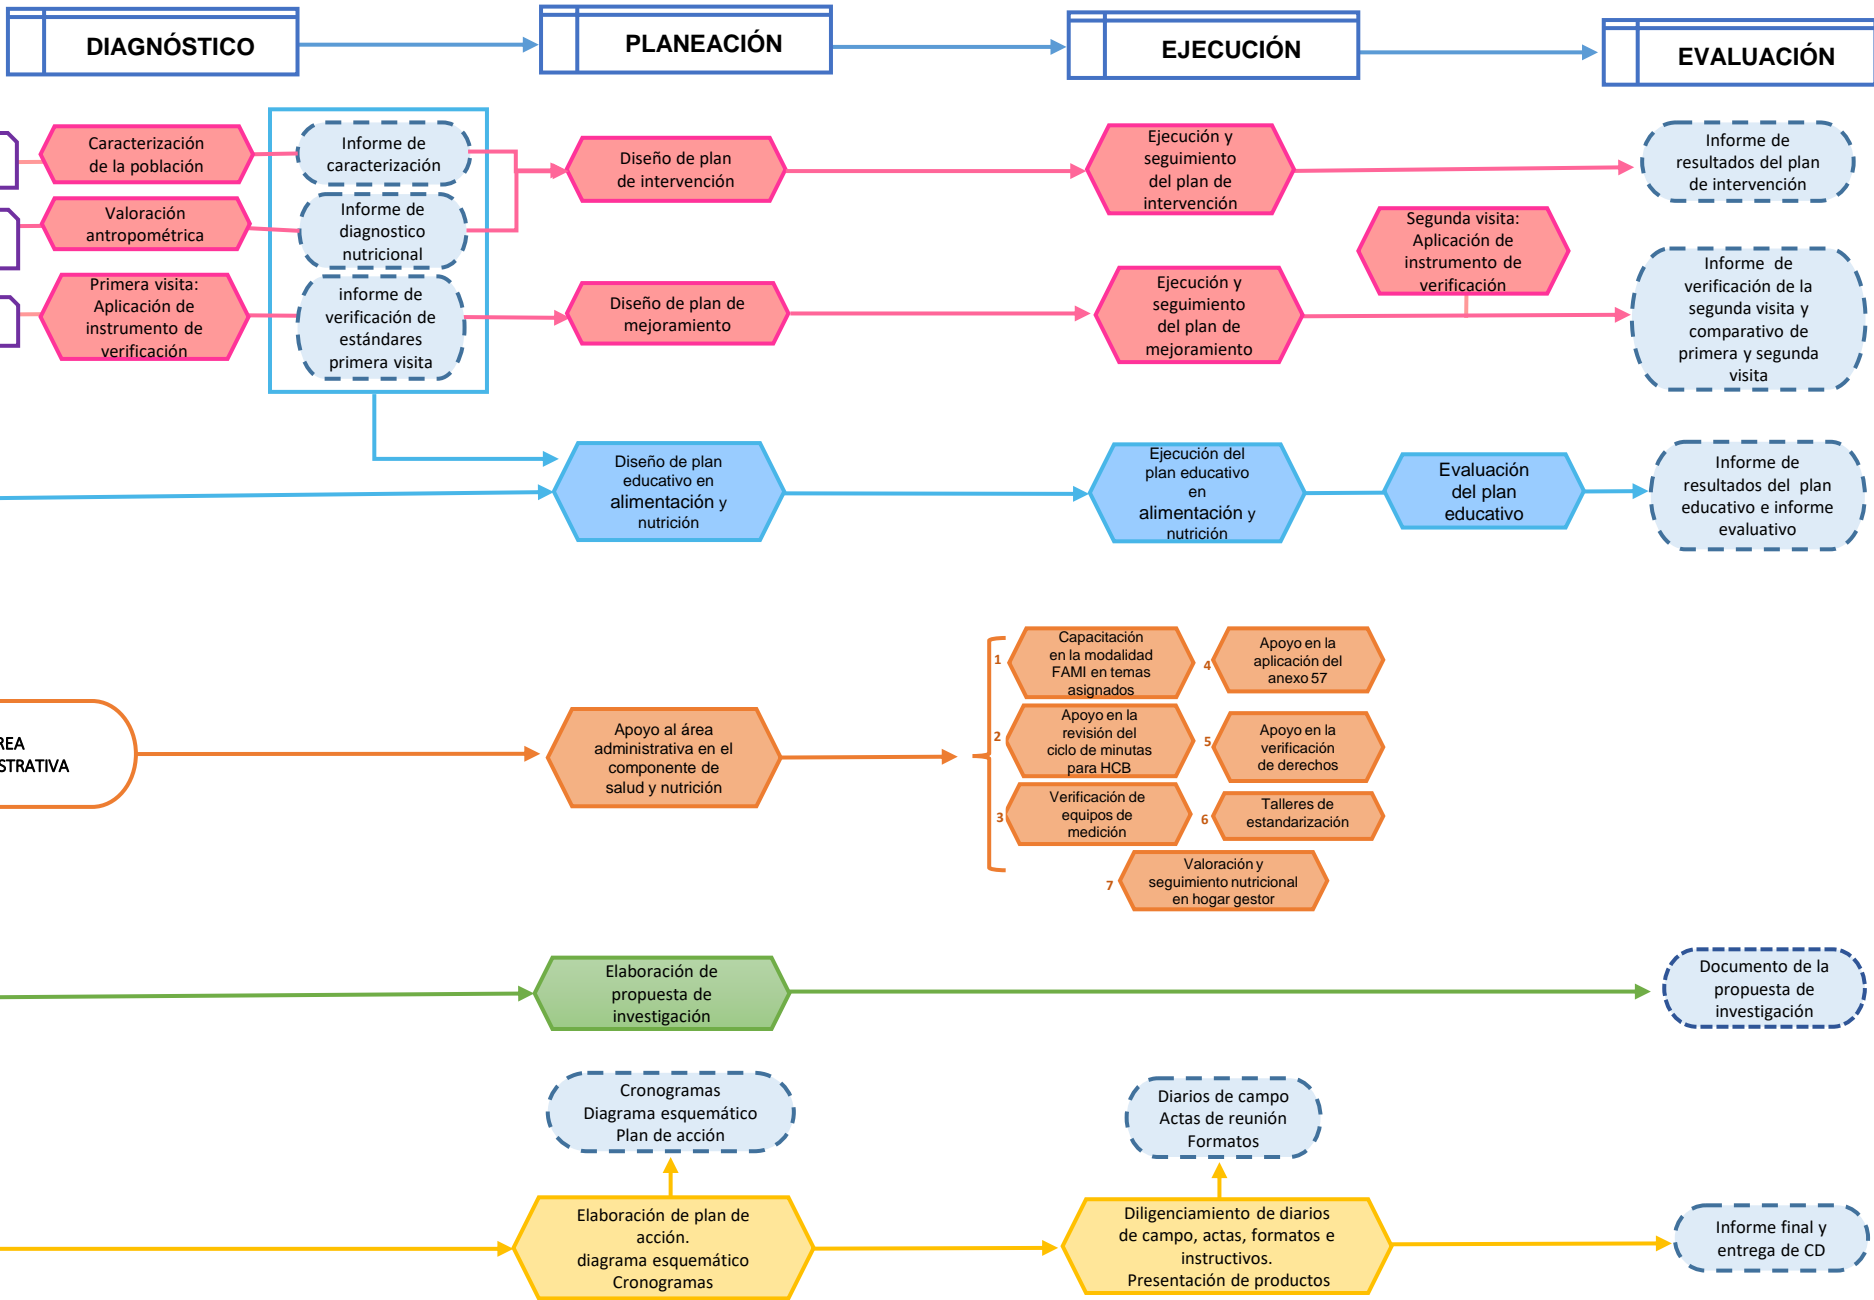 DIAGNÓSTICO
PLANEACIÓN
EJECUCIÓN
EVALUACIÓN
Caracterización
de la población
Informe de
caracterización
Diseño de plan
de intervención
Ejecución y
seguimiento
del plan de
intervención
Informe de
resultados del plan
de intervención
Valoración
antropométrica
Informe de
diagnostico
nutricional
Segunda visita:
Aplicación de
instrumento de
verificación
Primera visita:
Aplicación de
instrumento de
verificación
informe de
verificación de
estándares
primera visita
Diseño de plan de
mejoramiento
Ejecución y
seguimiento
del plan de
mejoramiento
Informe de
verificación de la
segunda visita y
comparativo de
primera y segunda
visita
Diseño de plan
educativo en
alimentación y
nutrición
Ejecución del
plan educativo
en
alimentación y
nutrición
Evaluación
del plan
educativo
Informe de
resultados del plan
educativo e informe
evaluativo
REA
STRATIVA
Apoyo al área
administrativa en el
componente de
salud y nutrición
1
Capacitación
en la modalidad
FAMI en temas
asignados
2
Apoyo en la
revisión del
ciclo de minutas
para HCB
3
Verificación de
equipos de
medición
4
Apoyo en la
aplicación del
anexo 57
5
Apoyo en la
verificación
de derechos
6
Talleres de
estandarización
7
Valoración y
seguimiento nutricional
en hogar gestor
Elaboración de
propuesta de
investigación
Documento de la
propuesta de
investigación
Cronogramas
Diagrama esquemático
Plan de acción
Diarios de campo
Actas de reunión
Formatos
Elaboración de plan de
acción.
diagrama esquemático
Cronogramas
Diligenciamiento de diarios
de campo, actas, formatos e
instructivos.
Presentación de productos
Informe final y
entrega de CD